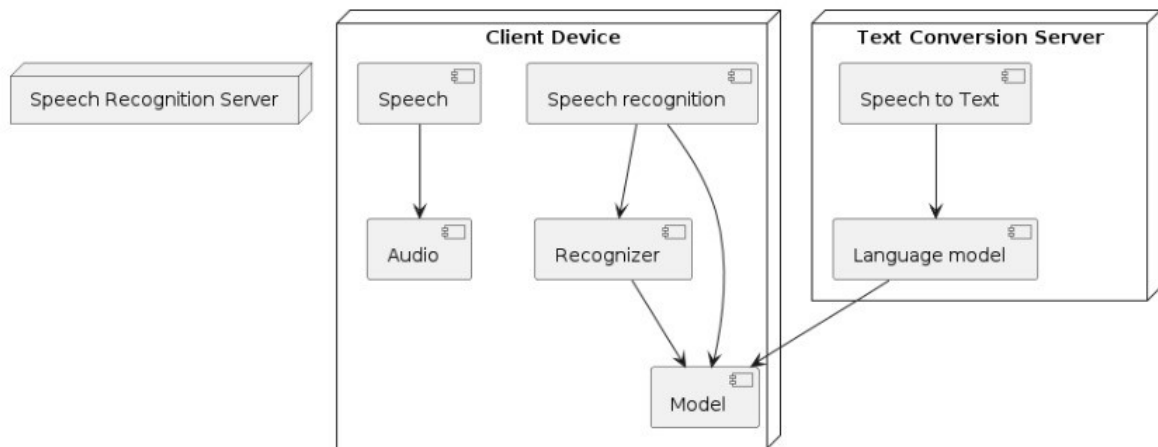 Client Device
Text Conversion Server
Speech Recognition Server
Speech
Speech recognition
Speech to Text
Audio
Recognizer
Language model
Model